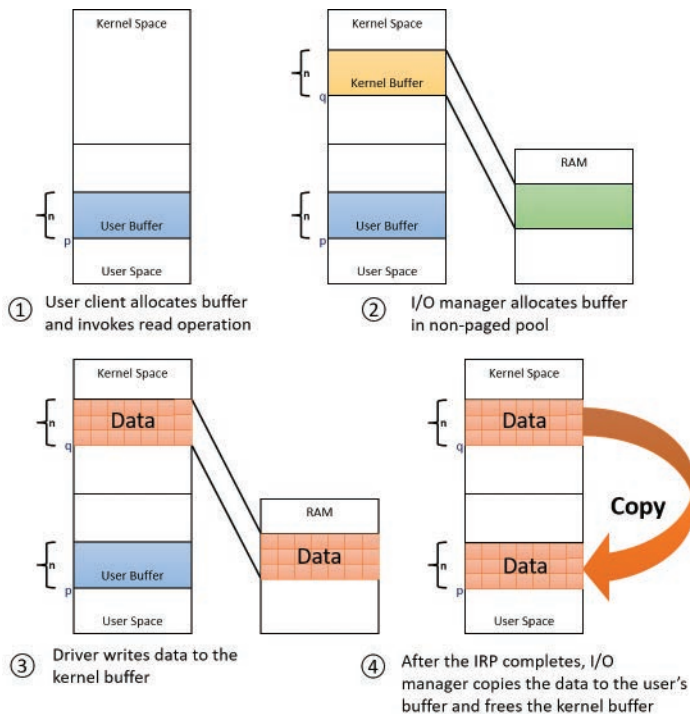 Kernel Space
n
User Buffer
p
User Space
① User client allocates buffer
and invokes read operation
Kernel Space
n
Kernel Buffer
q
RAM
n
User Buffer
p
User Space
② I/O manager allocates buffer
in non-paged pool
Kernel Space
n
Data
q
RAM
Data
n
User Buffer
p
User Space
③ Driver writes data to the
kernel buffer
Kernel Space
n
Data
q
Copy
n
Data
p
User Space
④ After the IRP completes, I/O
manager copies the data to the user's
buffer and frees the kernel buffer